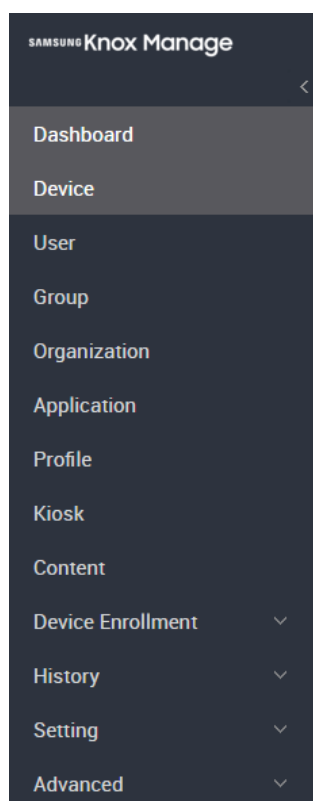 SAMSUNG Knox Manage
Dashboard
Device
User
Group
Organization
Application
Profile
Kiosk
Content
Device Enrollment
History
Setting
Advanced